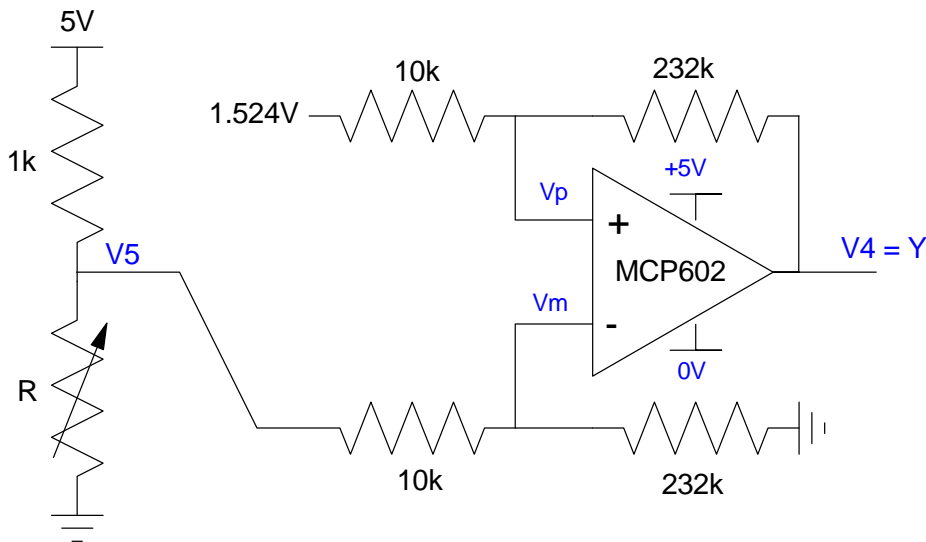 5V
10k
232k
1.524V
1k
+5V
Vp
+
V5
MCP602
V4 = Y
Vm
-
0V
R
10k
232k